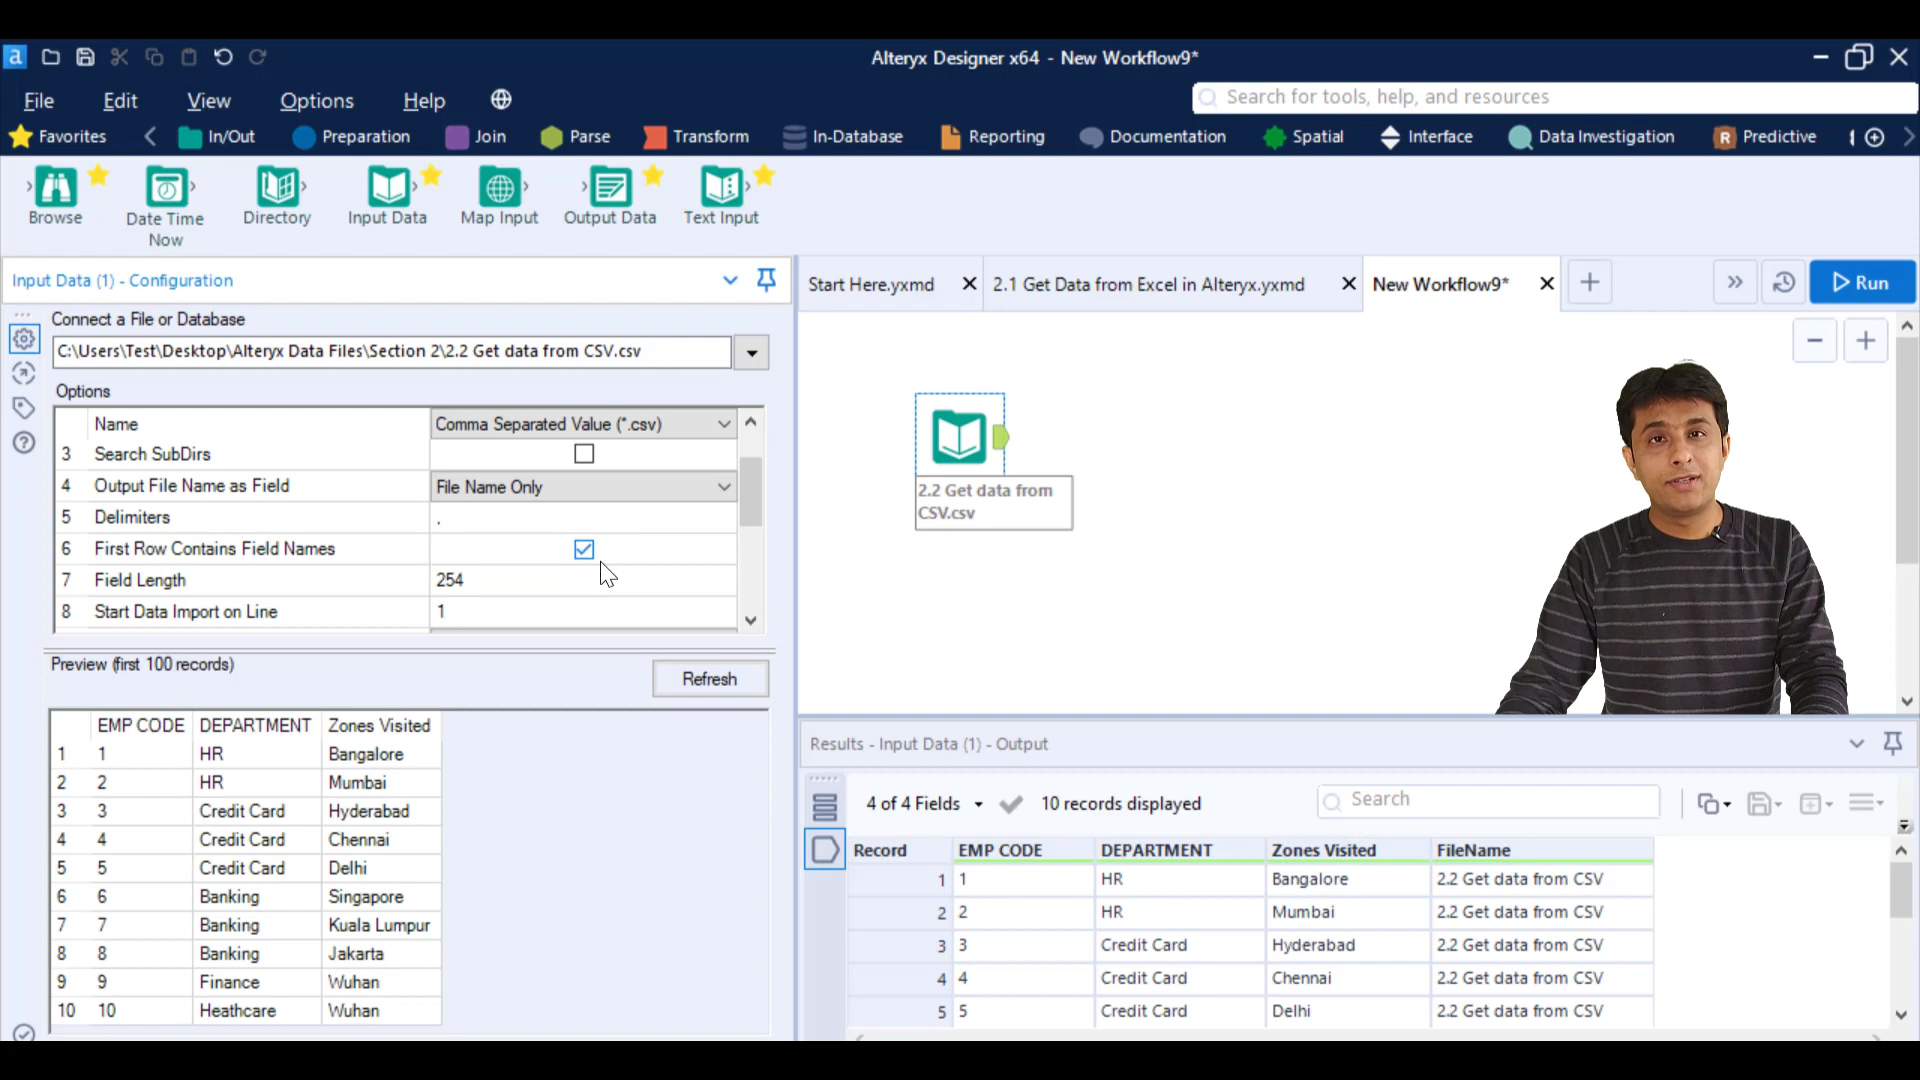 a
Alteryx Designer x64 - New Workflow9*
File Edit View Options Help
Search for tools, help, and resources
Favorites In/Out Preparation Join Parse Transform In-Database Reporting Documentation Spatial Interface Data Investigation R Predictive
Browse Date Time Now Directory Input Data Map Input Output Data Text Input
Input Data (1) - Configuration
Connect a File or Database
C:\Users\Test\Desktop\Alteryx Data Files\Section 2\2.2 Get data from CSV.csv
Options
Name Comma Separated Value (*.csv)
3 Search SubDirs
4 Output File Name as Field File Name Only
5 Delimiters ,
6 First Row Contains Field Names
7 Field Length 254
8 Start Data Import on Line 1
Preview (first 100 records)
Refresh
EMP CODE DEPARTMENT Zones Visited
1 1 HR Bangalore
2 2 HR Mumbai
3 3 Credit Card Hyderabad
4 4 Credit Card Chennai
5 5 Credit Card Delhi
6 6 Banking Singapore
7 7 Banking Kuala Lumpur
8 8 Banking Jakarta
9 9 Finance Wuhan
10 10 Heathcare Wuhan
Start Here.yxmd 2.1 Get Data from Excel in Alteryx.yxmd New Workflow9*
Run
2.2 Get data from
CSV.csv
Results - Input Data (1) - Output
4 of 4 Fields 10 records displayed Search
Record EMP CODE DEPARTMENT Zones Visited FileName
1 1 HR Bangalore 2.2 Get data from CSV
2 2 HR Mumbai 2.2 Get data from CSV
3 3 Credit Card Hyderabad 2.2 Get data from CSV
4 4 Credit Card Chennai 2.2 Get data from CSV
5 5 Credit Card Delhi 2.2 Get data from CSV